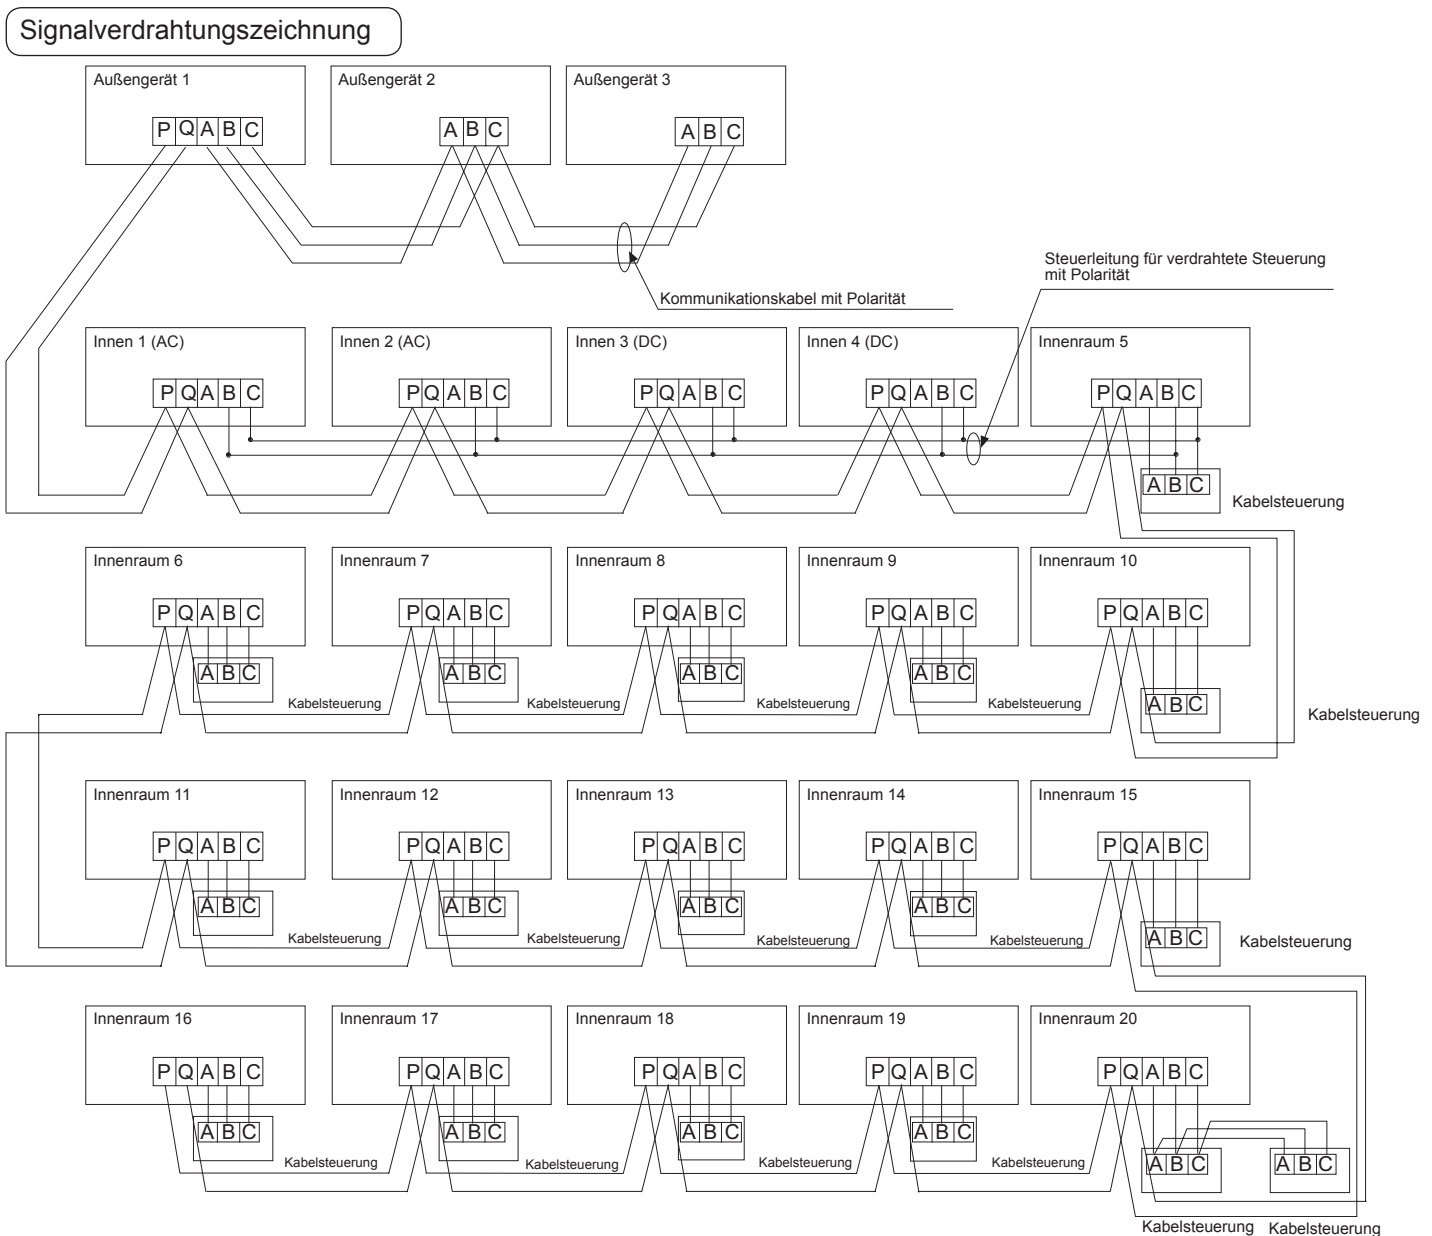 Signalverdrahtungszeichnung
Außengerät 1 Außengerät 2 Außengerät 3
P Q A B C A B C A B C
Steuerleitung für verdrahtete Steuerung
mit Polarität
Kommunikationskabel mit Polarität
Innen 1 (AC) Innen 2 (AC) Innen 3 (DC) Innen 4 (DC) Innenraum 5
P Q A B C P Q A B C P Q A B C P Q A B C P Q A B C
A B C
Kabelsteuerung
Innenraum 6 Innenraum 7 Innenraum 8 Innenraum 9 Innenraum 10
P Q A B C P Q A B C P Q A B C P Q A B C P Q A B C
A B C A B C A B C A B C A B C
Kabelsteuerung Kabelsteuerung Kabelsteuerung Kabelsteuerung Kabelsteuerung
Innenraum 11 Innenraum 12 Innenraum 13 Innenraum 14 Innenraum 15
P Q A B C P Q A B C P Q A B C P Q A B C P Q A B C
A B C A B C A B C A B C A B C
Kabelsteuerung Kabelsteuerung Kabelsteuerung Kabelsteuerung Kabelsteuerung
Innenraum 16 Innenraum 17 Innenraum 18 Innenraum 19 Innenraum 20
P Q A B C P Q A B C P Q A B C P Q A B C P Q A B C
A B C A B C A B C A B C A B C A B C
Kabelsteuerung Kabelsteuerung Kabelsteuerung Kabelsteuerung
Kabelsteuerung Kabelsteuerung